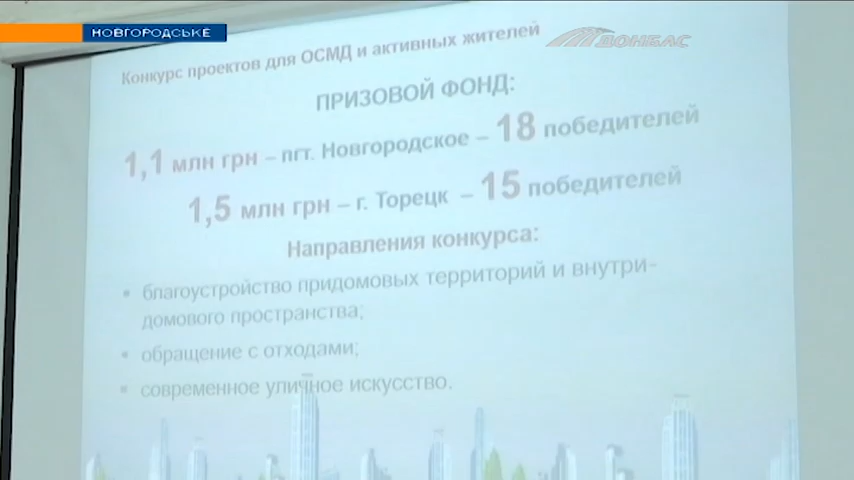 НОВГОРОДСЬКЕ
ДОНБАС
Конкурс проектов для ОСМД и активных жителей
ПРИЗОВОЙ ФОНД:
1,1 млн грн – пгт. Новгородское – 18 победителей
1,5 млн грн – г. Торецк – 15 победителей
Направления конкурса:
• благоустройство придомовых территорий и внутри-
домового пространства;
• обращение с отходами;
• современное уличное искусство.